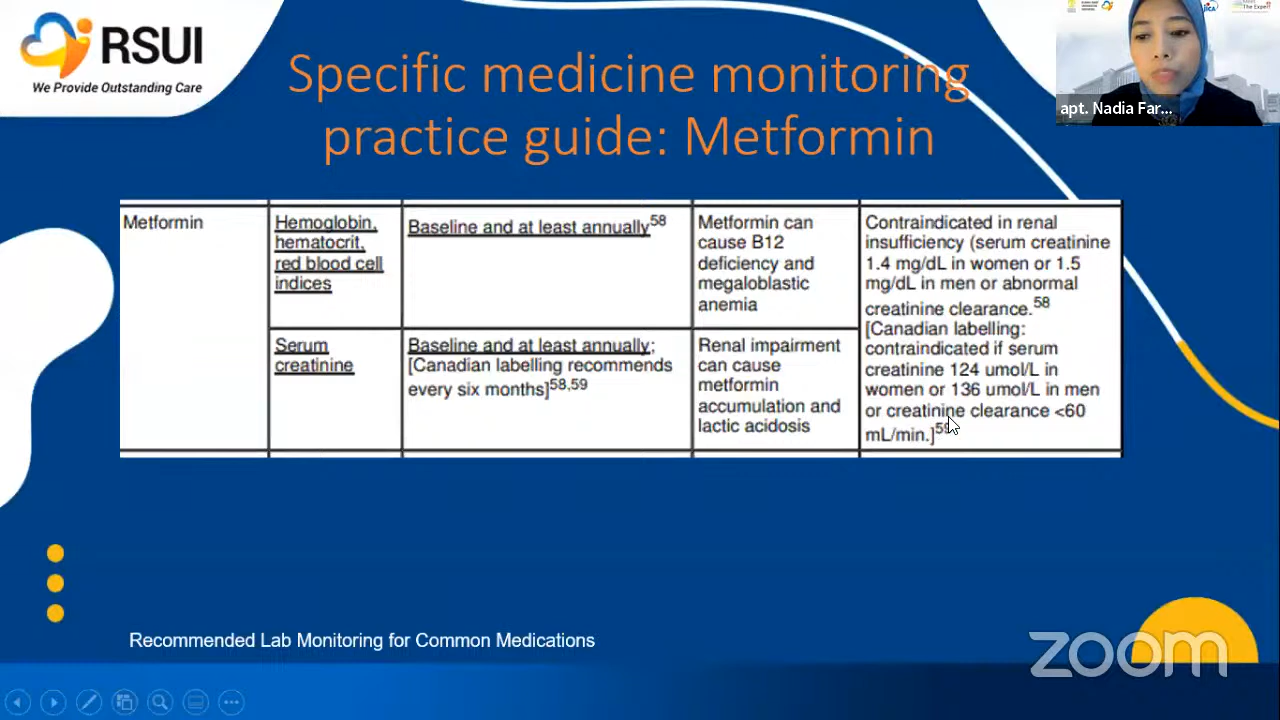 RSUI
We Provide Outstanding Care
Specific medicine monitoring
practice guide: Metformin
The Expert
apt. Nadia Far...
Metformin
Hemoglobin,
hematocrit,
red blood cell
indices
Baseline and at least annually58
Metformin can
cause B12
deficiency and
megaloblastic
anemia
Contraindicated in renal
insufficiency (serum creatinine
1.4 mg/dL in women or 1.5
mg/dL in men or abnormal
creatinine clearance.58
[Canadian labelling:
contraindicated if serum
creatinine 124 umol/L in
women or 136 umol/L in men
or creatinine clearance <60
mL/min.]59
Serum
creatinine
Baseline and at least annually;
[Canadian labelling recommends
every six months]58,59
Renal impairment
can cause
metformin
accumulation and
lactic acidosis
Recommended Lab Monitoring for Common Medications
zoom